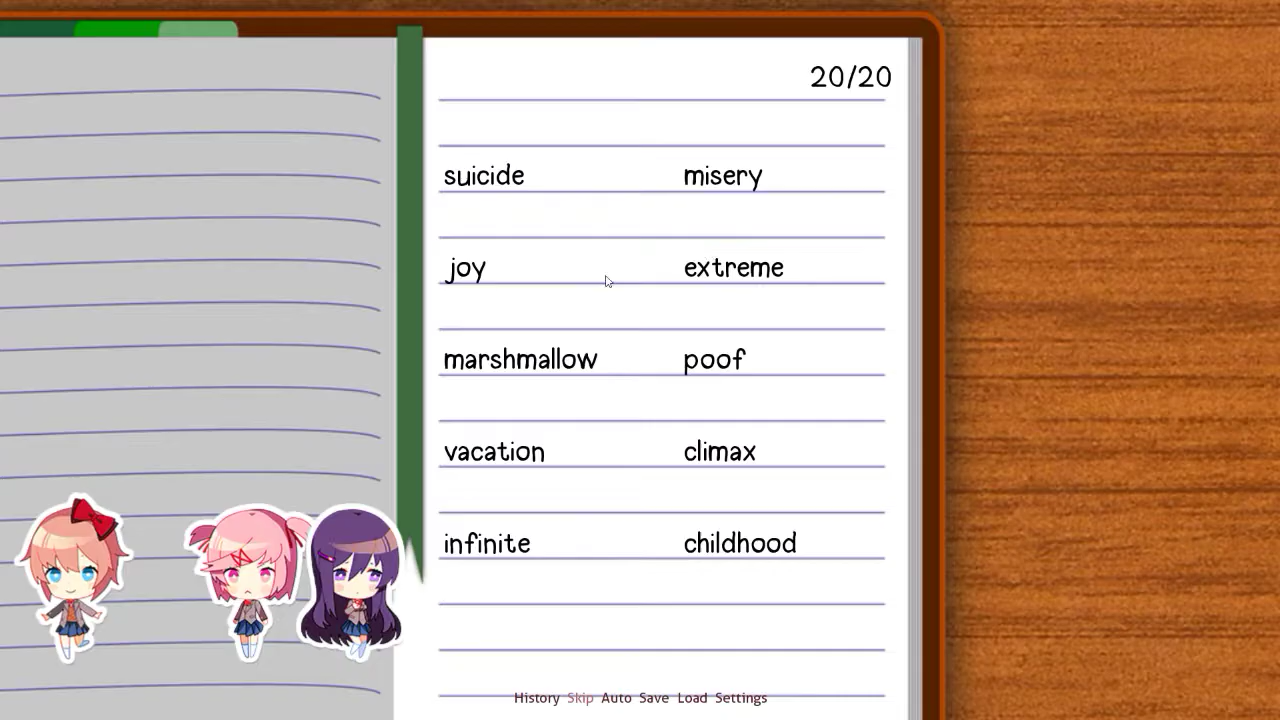 20/20
suicide misery
joy extreme
marshmallow poof
vacation climax
infinite childhood
History Skip Auto Save Load Settings